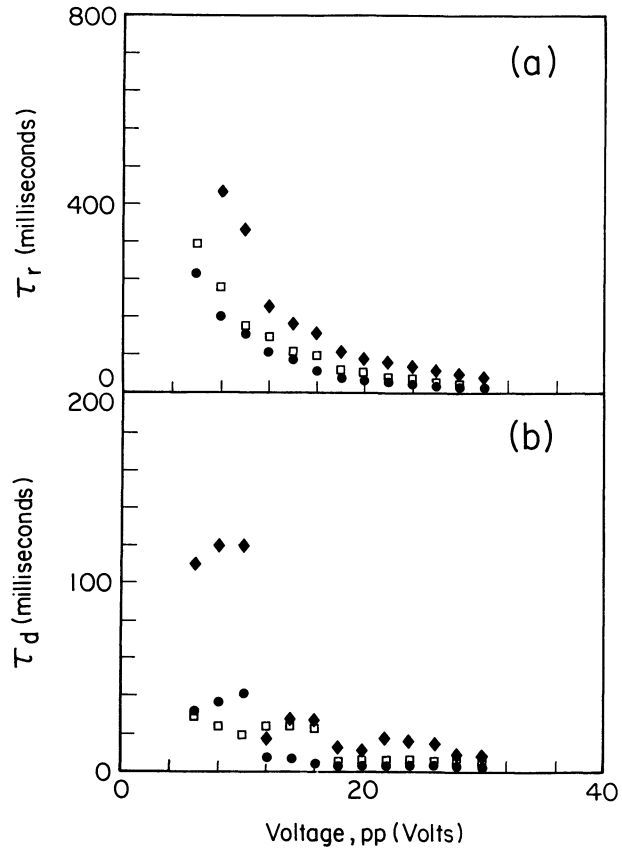 800
(a)
400
τr (milliseconds)
0
200
(b)
100
τd (milliseconds)
0
0
20
40
Voltage, pp (Volts)